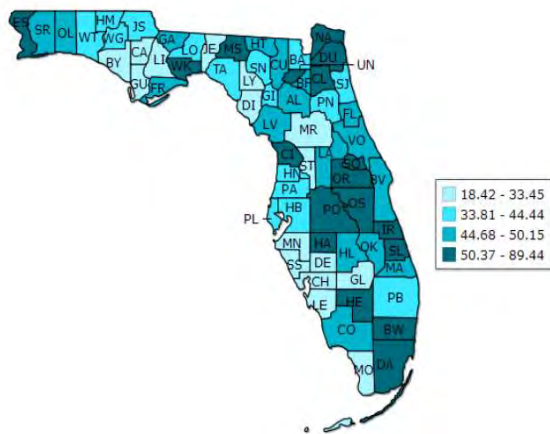 NA
ES SR OL HM JS GA JE MS HT DU
WT WG LO SN CU BA UN
CA LI WK TA BF CL
BY LY GI SJ
GU FR DI AL PN
LV FL
MR VO
CI LA
ST SO
HN OR BV
PA OS
PL HB PO
IR
MN HA OK SL
SS DE HL MA
CH GL
LE HE PB
CO BW
MO DA
18.42 - 33.45
33.81 - 44.44
44.68 - 50.15
50.37 - 89.44